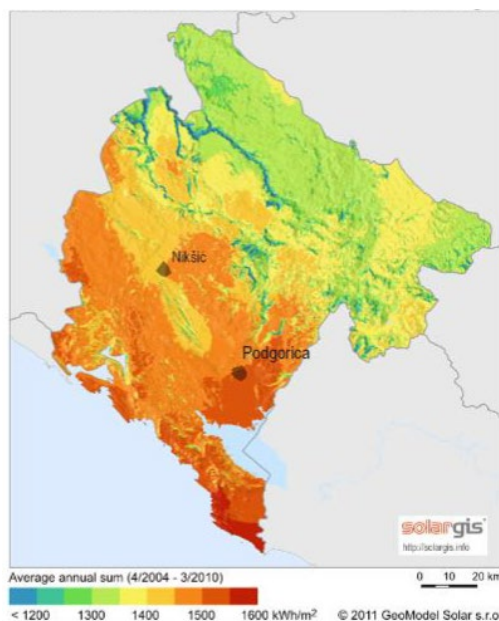 Nikšić
Podgorica
solargis
http://solargis.info
Average annual sum (4/2004 - 3/2010)
0 10 20 km
< 1200 1300 1400 1500 1600 kWh/m²
© 2011 GeoModel Solar s.r.o